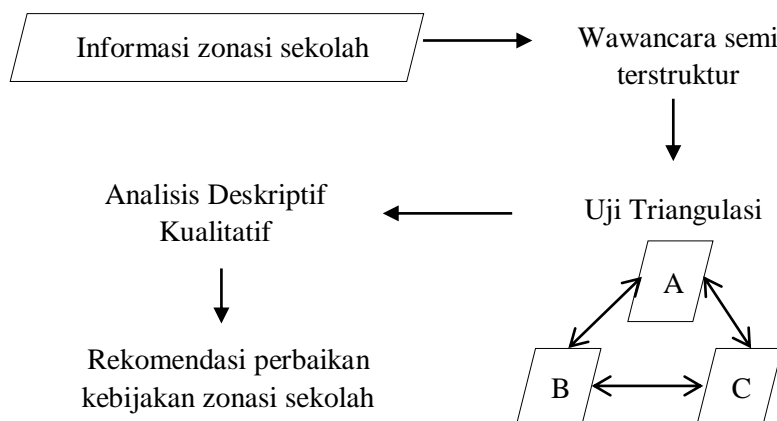 Informasi zonasi sekolah
Wawancara semi
terstruktur
Uji Triangulasi
A
B
C
Analisis Deskriptif
Kualitatif
Rekomendasi perbaikan
kebijakan zonasi sekolah